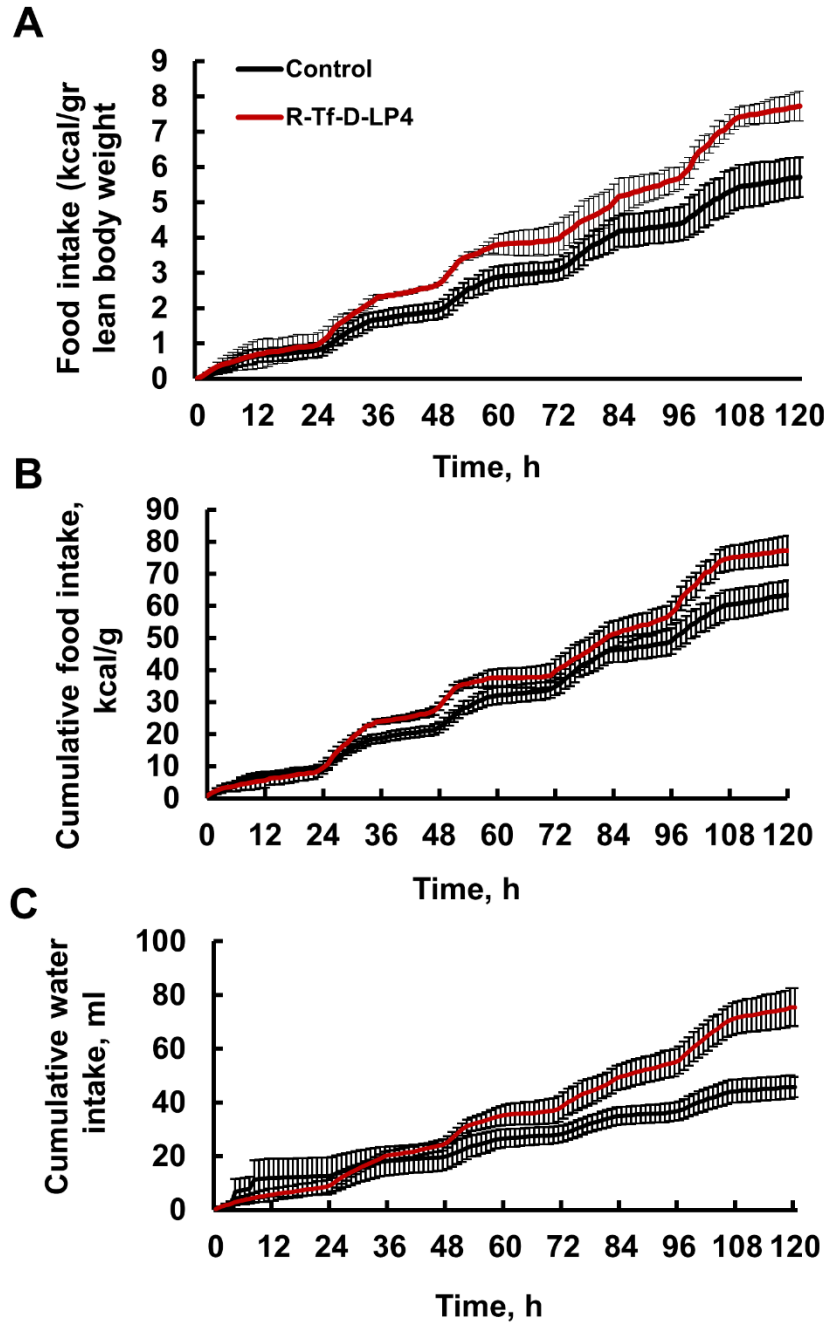 A
Food intake (kcal/gr
lean body weight
9
8
7
6
5
4
3
2
1
0
Control
R-Tf-D-LP4
0 12 24 36 48 60 72 84 96 108 120
Time, h
B
Cumulative food intake,
kcal/g
90
80
70
60
50
40
30
20
10
0
0 12 24 36 48 60 72 84 96 108 120
Time, h
C
Cumulative water
intake, ml
100
80
60
40
20
0
0 12 24 36 48 60 72 84 96 108 120
Time, h